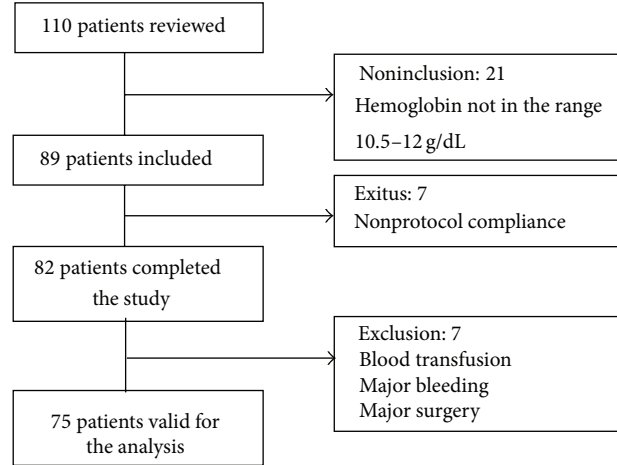 110 patients reviewed
Noninclusion: 21
Hemoglobin not in the range
10.5–12 g/dL
89 patients included
Exitus: 7
Nonprotocol compliance
82 patients completed
the study
Exclusion: 7
Blood transfusion
Major bleeding
Major surgery
75 patients valid for
the analysis